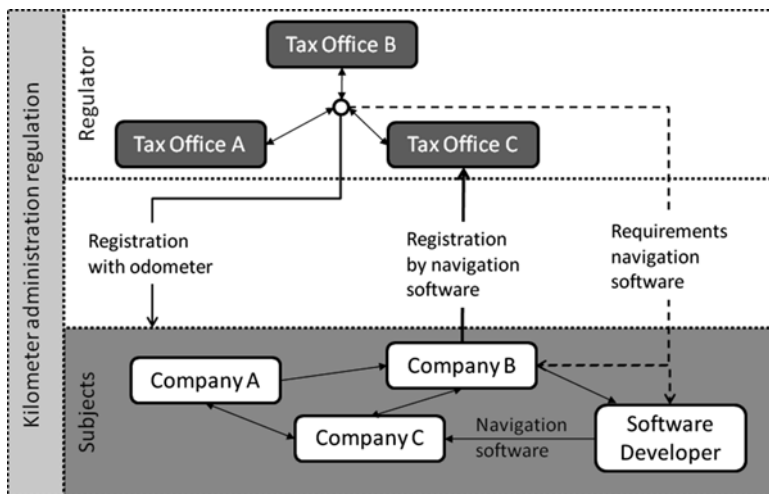 Kilometer administration regulation
Regulator
Tax Office B
Tax Office A
Tax Office C
Registration
with odometer
Registration
by navigation
software
Requirements
navigation
software
Subjects
Company A
Company B
Company C
Navigation
software
Software
Developer